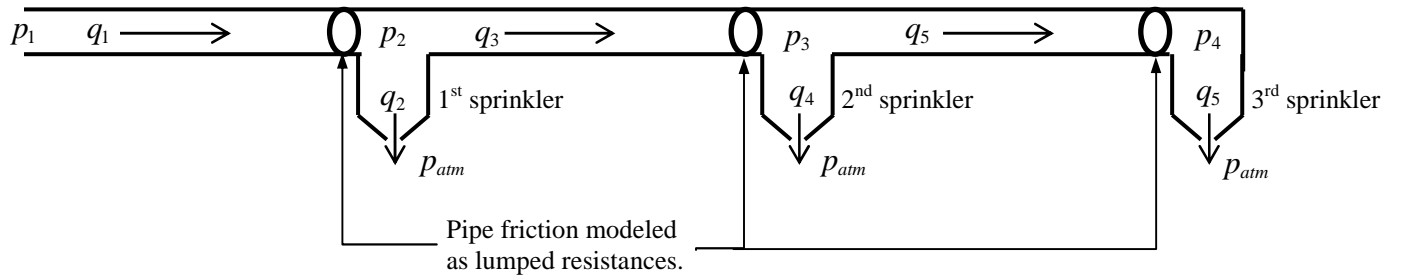 p1 q1 p2 q3 p3 q5 p4
q2 1st sprinkler q4 2nd sprinkler q5 3rd sprinkler
patm patm patm
Pipe friction modeled
as lumped resistances.